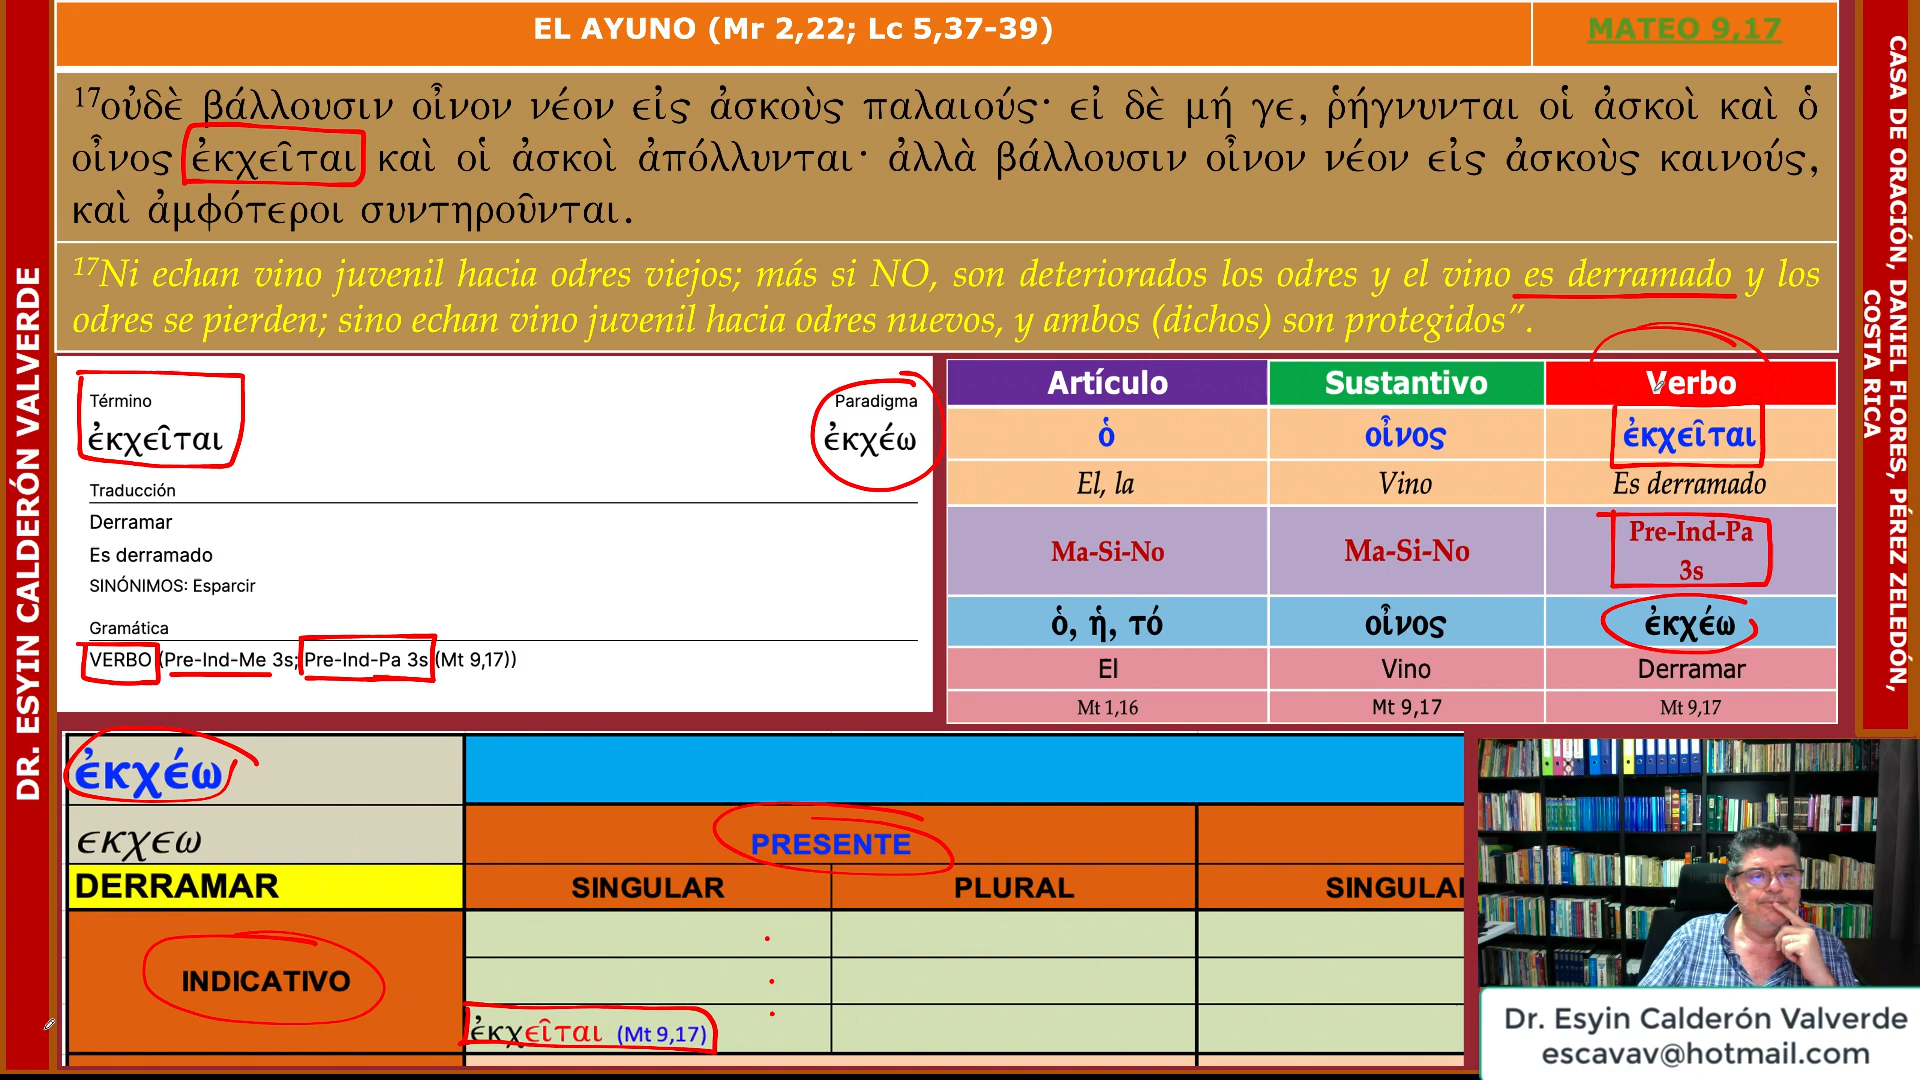 EL AYUNO (Mr 2,22; Lc 5,37-39)
MATEO 9,17
¹⁷οὐδὲ βάλλουσιν οἶνον νέον εἰς ἀσκοὺς παλαιούς· εἰ δὲ μή γε, ῥήγνυνται οἱ ἀσκοὶ καὶ ὁ
οἶνος ἐκχεῖται καὶ οἱ ἀσκοὶ ἀπόλλυνται· ἀλλὰ βάλλουσιν οἶνον νέον εἰς ἀσκοὺς καινούς,
καὶ ἀμφότεροι συντηροῦνται.
¹⁷Ni echan vino juvenil hacia odres viejos; más si NO, son deteriorados los odres y el vino es derramado y los
odres se pierden; sino echan vino juvenil hacia odres nuevos, y ambos (dichos) son protegidos”.
DR. ESYIN CALDERÓN VALVERDE
CASA DE ORACIÓN, DANIEL FLORES, PÉREZ ZELEDÓN,
COSTA RICA
Término
Paradigma
ἐκχεῖται
ἐκχέω
Traducción
Derramar
Es derramado
SINÓNIMOS: Esparcir
Gramática
VERBO (Pre-Ind-Me 3s; Pre-Ind-Pa 3s (Mt 9,17))
Artículo Sustantivo Verbo
ὁ οἶνος ἐκχεῖται
El, la Vino Es derramado
Ma-Si-No Ma-Si-No Pre-Ind-Pa
3s
ὁ, ἡ, τό οἶνος ἐκχέω
El Vino Derramar
Mt 1,16 Mt 9,17 Mt 9,17
ἐκχέω
εκχεω
PRESENTE
DERRAMAR
SINGULAR PLURAL SINGULA
INDICATIVO
ἐκχεῖται (Mt 9,17)
Dr. Esyin Calderón Valverde
escavav@hotmail.com